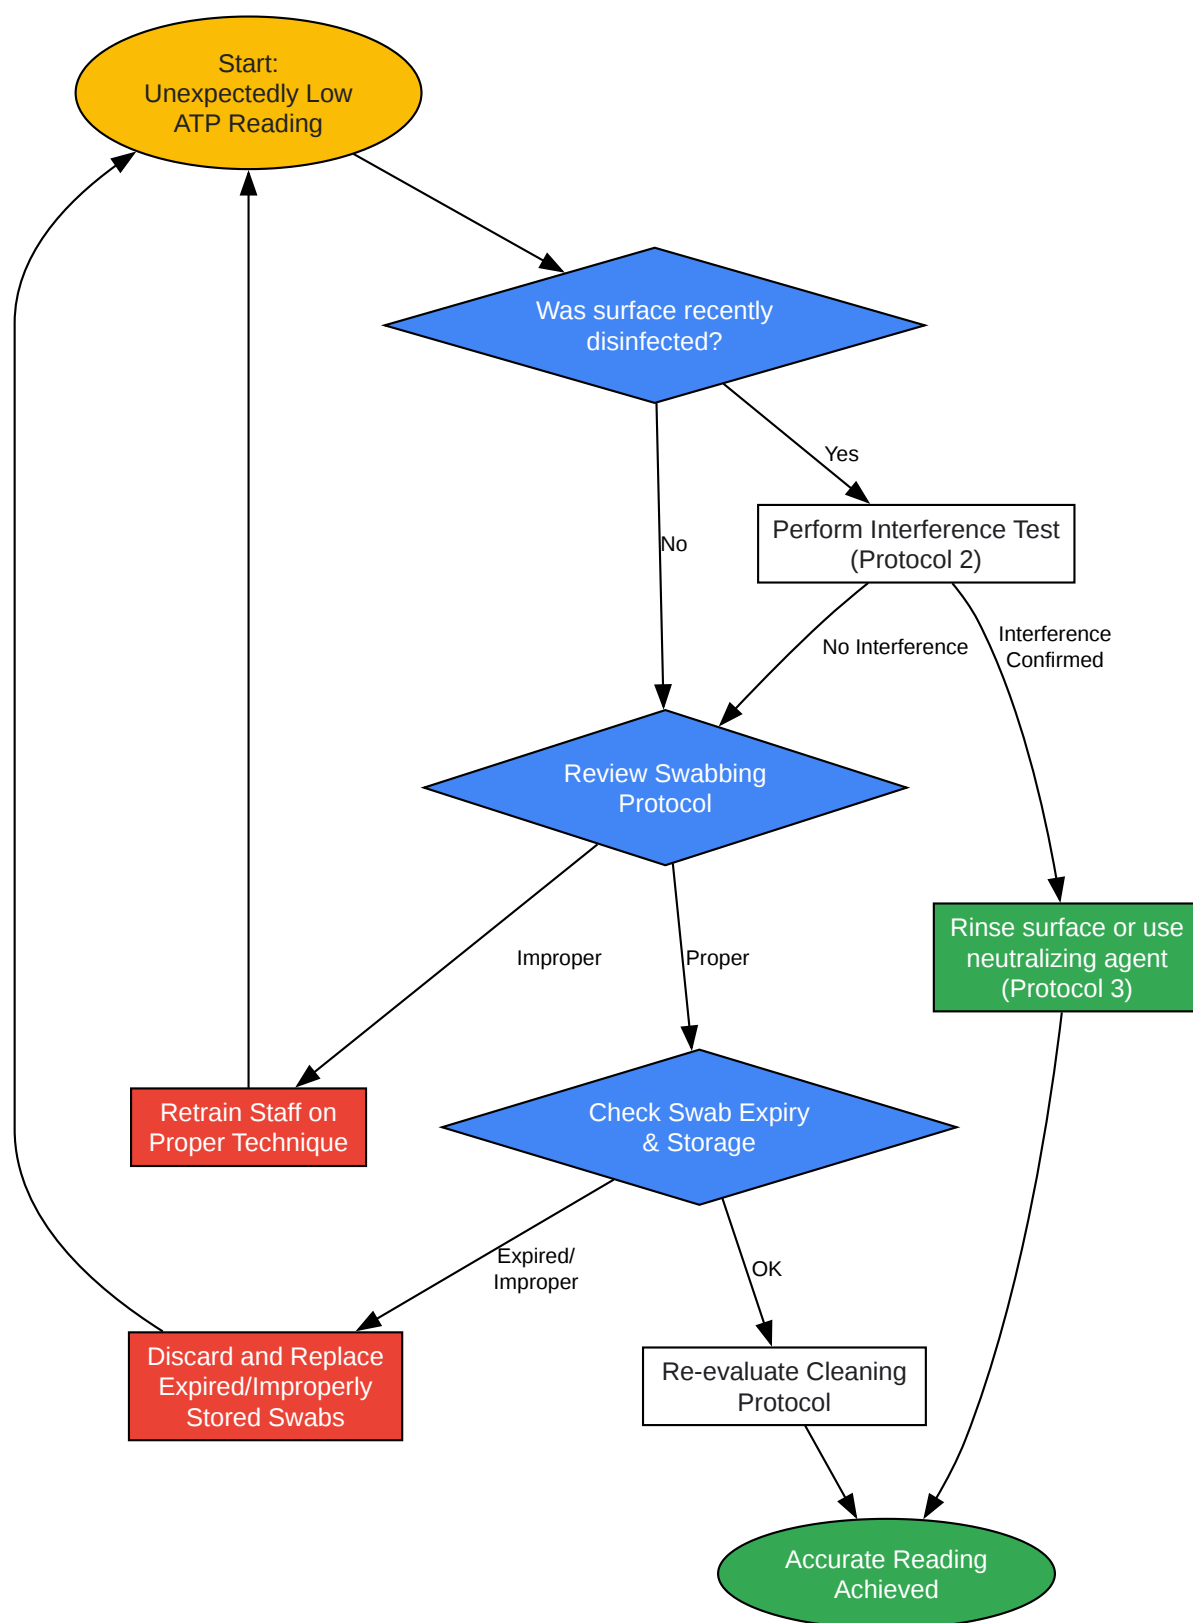 Start:
Unexpectedly Low
ATP Reading
Was surface recently
disinfected?
Yes
No
Perform Interference Test
(Protocol 2)
No Interference
Interference
Confirmed
Review Swabbing
Protocol
Improper
Proper
Rinse surface or use
neutralizing agent
(Protocol 3)
Retrain Staff on
Proper Technique
Check Swab Expiry
& Storage
Expired/
Improper
OK
Discard and Replace
Expired/Improperly
Stored Swabs
Re-evaluate Cleaning
Protocol
Accurate Reading
Achieved